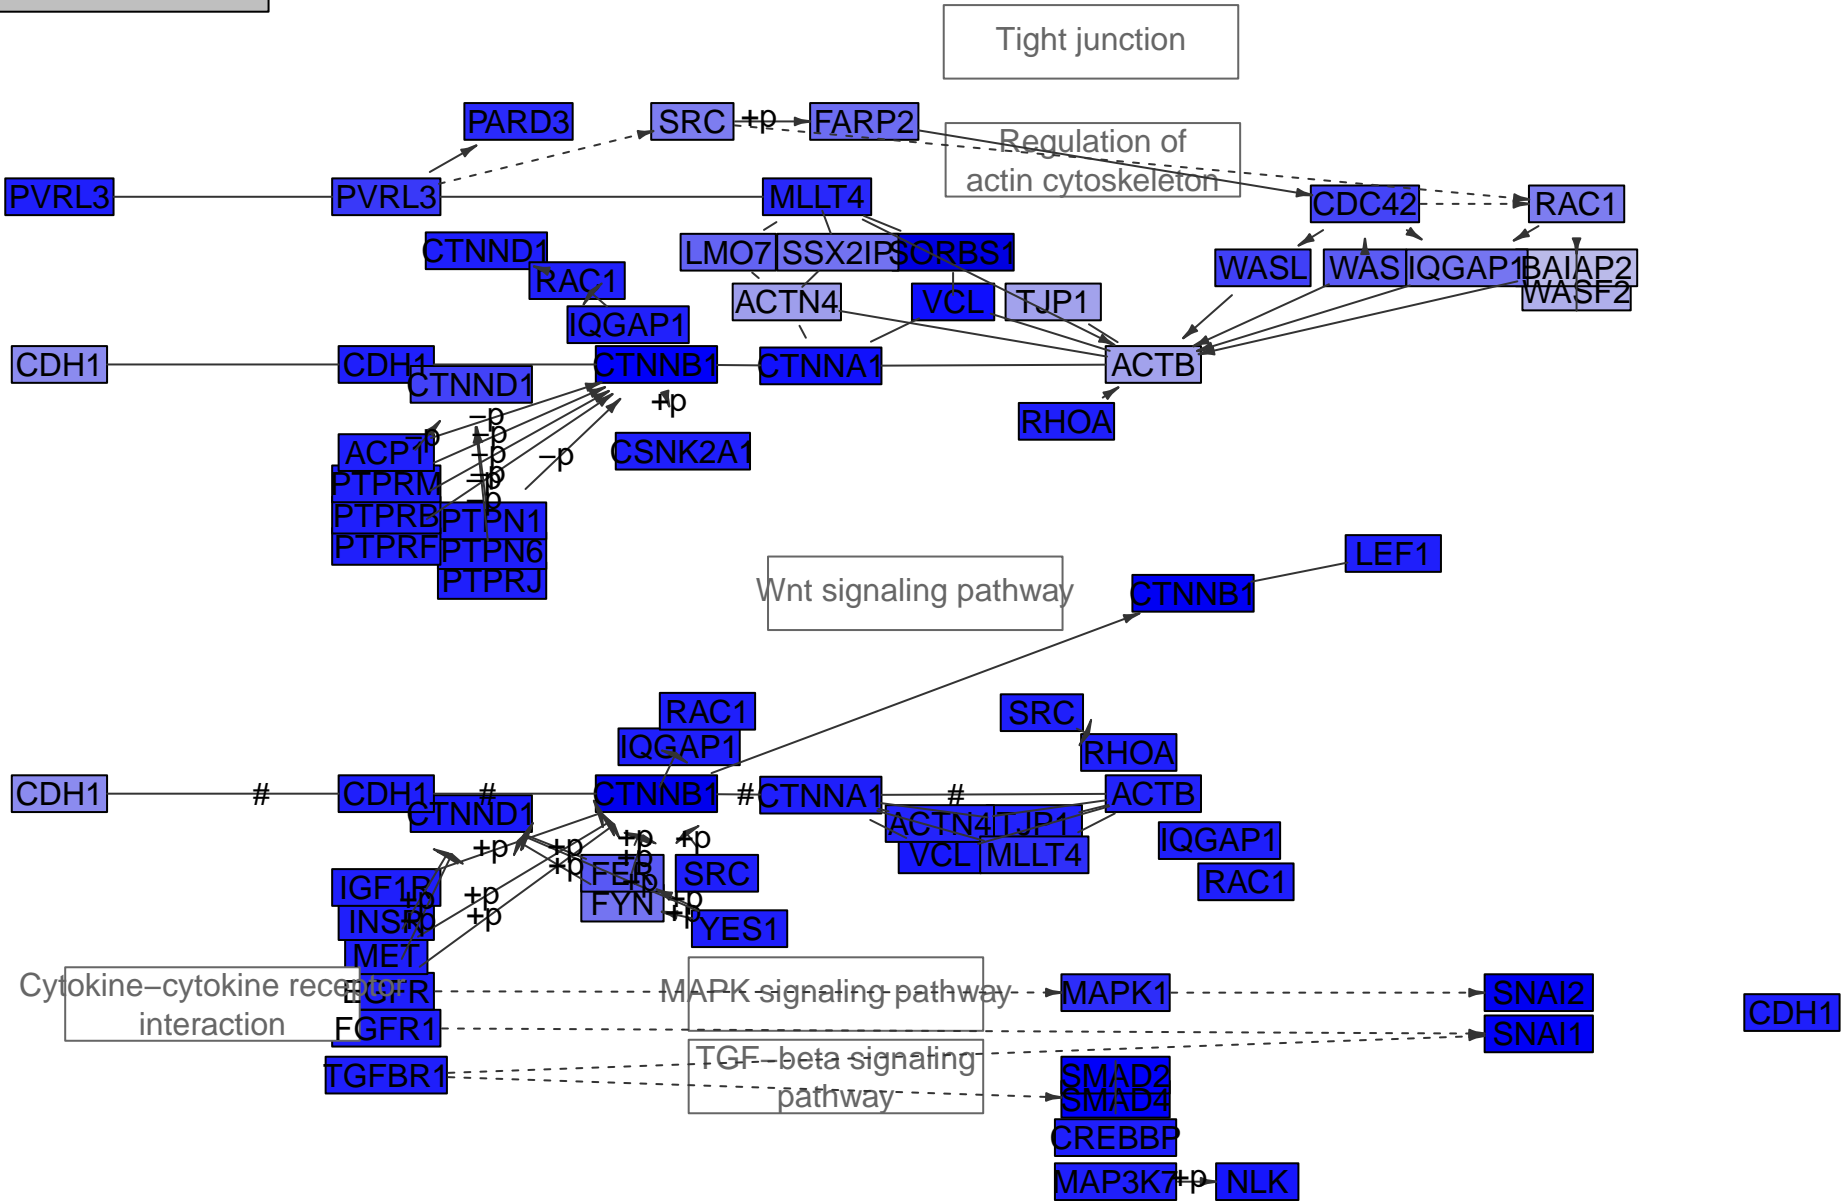 Tight junction
PARD3
SRC
+p
FARP2
Regulation of
actin cytoskeleton
PVRL3
PVRL3
MLLT4
CDC42
RAC1
CTNND1
LMO7
SSX2IP
SORBS1
WASL
WAS
IQGAP1
BAIAP2
WASF2
RAC1
ACTN4
VCL
TJP1
IQGAP1
CDH1
CDH1
CTNND1
CTNNB1
CTNNA1
ACTB
+p
RHOA
–p
–p
–p
–p
–p
–p
–p
–p
ACP1
CSNK2A1
PTPRM
PTPRB
PTPN1
PTPRF
PTPN6
PTPRJ
LEF1
Wnt signaling pathway
CTNNB1
RAC1
SRC
IQGAP1
RHOA
CDH1
#
CDH1
#
CTNNB1
#
CTNNA1
#
ACTB
CTNND1
ACTN4
TJP1
+p
+p
+p
+p
+p
+p
IQGAP1
VCL
MLLT4
IGF1R
FER
+p
SRC
RAC1
+p
+p
+p
INSR
+p
+p
FYN
+p
+p
YES1
MET
Cytokine–cytokine receptor
interaction
EGFR
MAPK signaling pathway
MAPK1
SNAI2
CDH1
FGFR1
SNAI1
TGF–beta signaling
pathway
TGFBR1
SMAD2
SMAD4
CREBBP
MAP3K7
+p
NLK